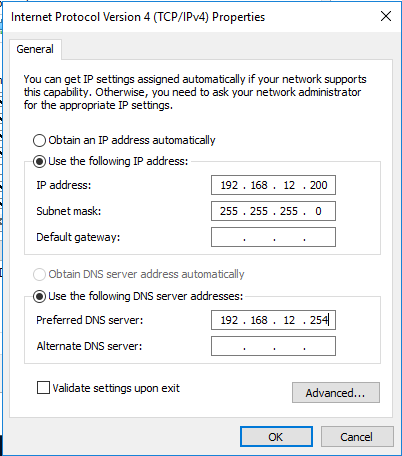 Internet Protocol Version 4 (TCP/IPv4) Properties
General
You can get IP settings assigned automatically if your network supports
this capability. Otherwise, you need to ask your network administrator
for the appropriate IP settings.
Obtain an IP address automatically
Use the following IP address:
IP address: 192 . 168 . 12 . 200
Subnet mask: 255 . 255 . 255 . 0
Default gateway: . . .
Obtain DNS server address automatically
Use the following DNS server addresses:
Preferred DNS server: 192 . 168 . 12 . 254
Alternate DNS server: . . .
Validate settings upon exit
Advanced...
OK Cancel